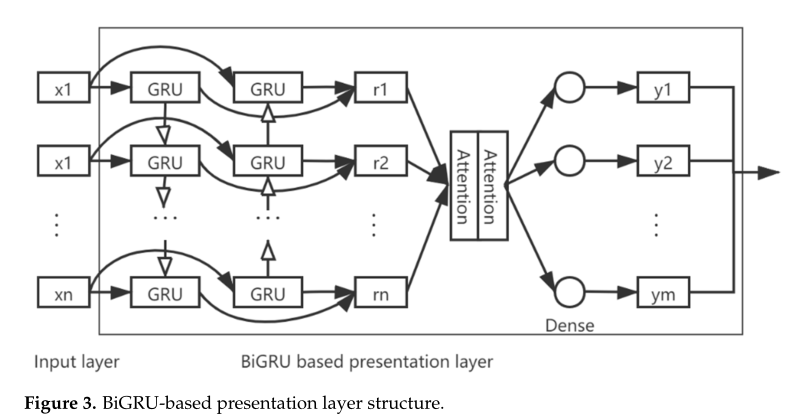 x1 GRU GRU r1 y1
x1 GRU GRU r2 Attention Attention y2
⋮ ... ... ⋮ ⋮
xn GRU GRU rn ym
Dense
Input layer BiGRU based presentation layer
Figure 3. BiGRU-based presentation layer structure.